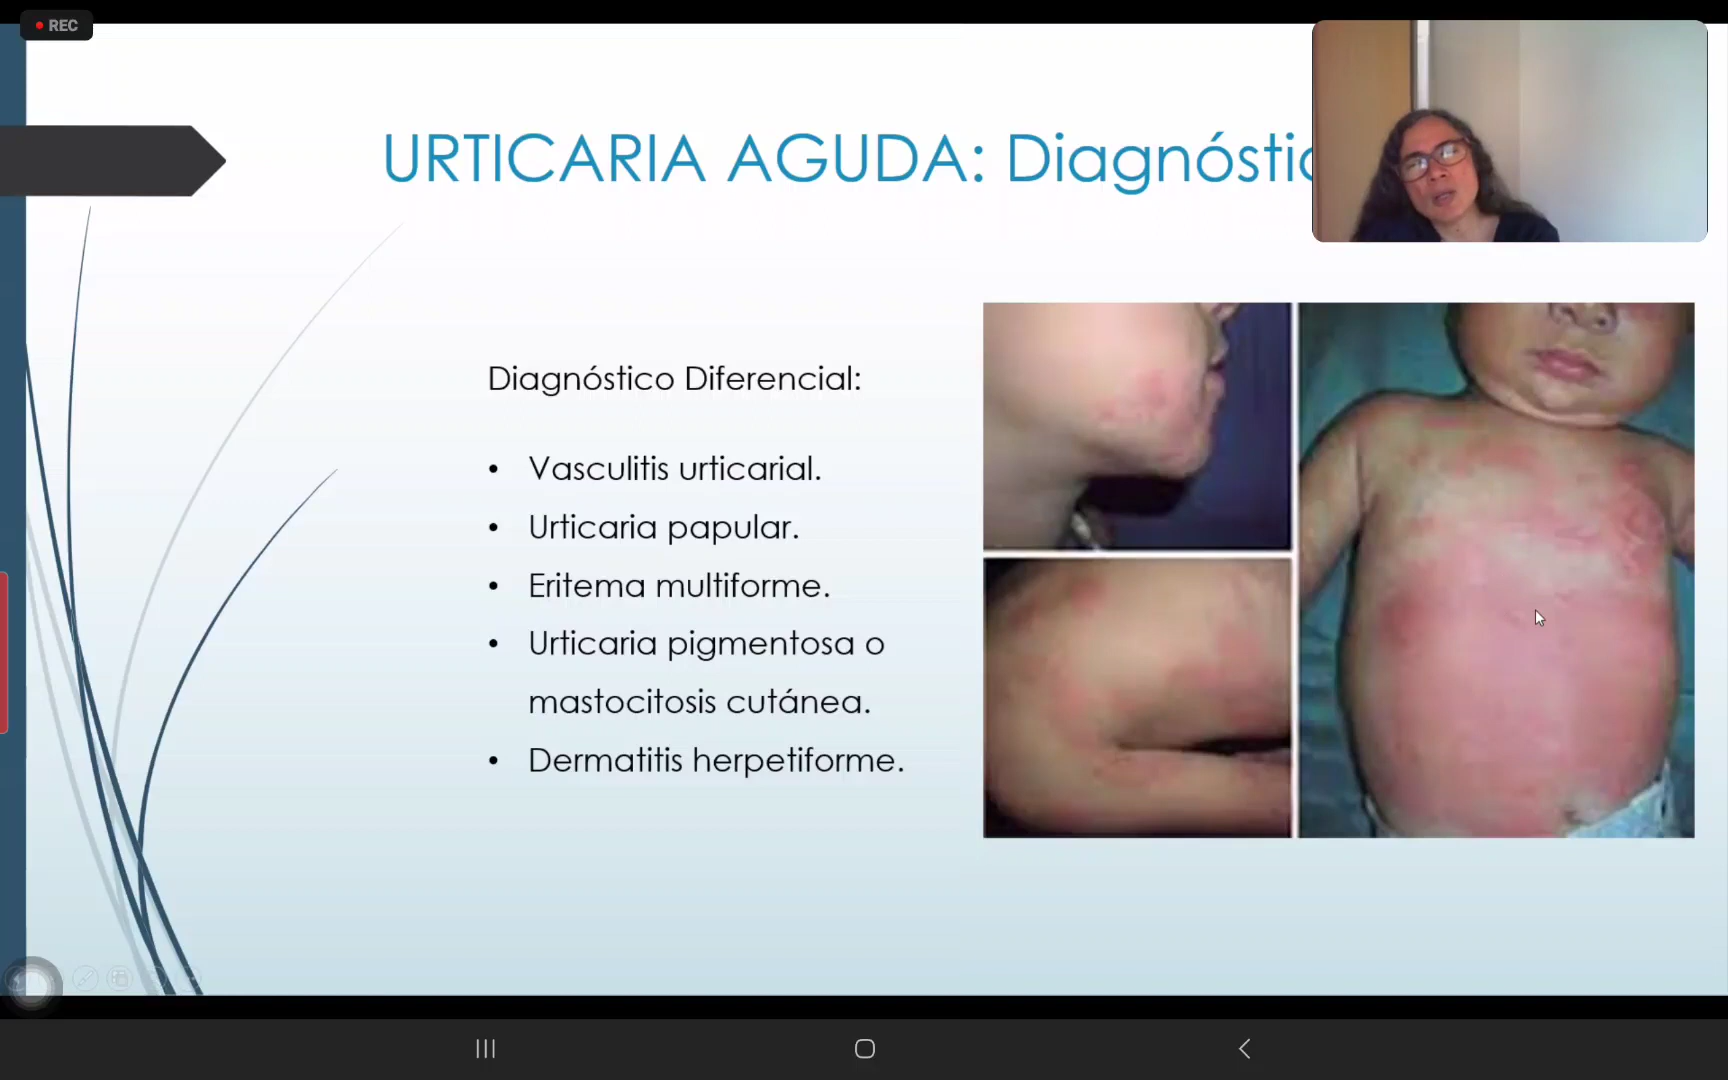 REC
URTICARIA AGUDA: Diagnóstic
Diagnóstico Diferencial:
• Vasculitis urticarial.
• Urticaria papular.
• Eritema multiforme.
• Urticaria pigmentosa o
mastocitosis cutánea.
• Dermatitis herpetiforme.